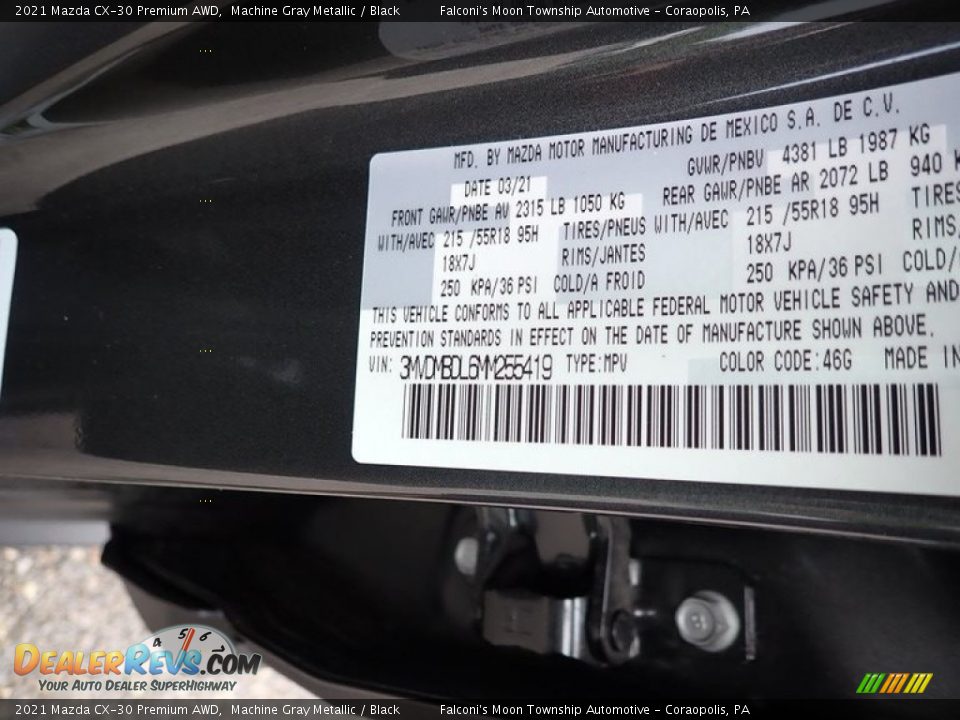 2021 Mazda CX-30 Premium AWD, Machine Gray Metallic / Black Falconi's Moon Township Automotive - Coraopolis, PA
MFD. BY MAZDA MOTOR MANUFACTURING DE MEXICO S.A. DE C.V.
DATE 03/21 GVWR/PNBV 4381 LB 1987 KG
FRONT GAWR/PNBE AV 2315 LB 1050 KG REAR GAWR/PNBE AR 2072 LB 940 K
WITH/AVEC 215 /55R18 95H TIRES/PNEUS WITH/AVEC 215 /55R18 95H TIRES
18X7J RIMS/JANTES 18X7J RIMS/
250 KPA/36 PSI COLD/A FROID 250 KPA/36 PSI COLD/
THIS VEHICLE CONFORMS TO ALL APPLICABLE FEDERAL MOTOR VEHICLE SAFETY AND
PREVENTION STANDARDS IN EFFECT ON THE DATE OF MANUFACTURE SHOWN ABOVE.
VIN: 3MVDMBDL6MM255419 TYPE:MPV COLOR CODE:46G MADE IN
4 5 6
DealerRevs.com
Your Auto Dealer SuperHighway
2021 Mazda CX-30 Premium AWD, Machine Gray Metallic / Black Falconi's Moon Township Automotive - Coraopolis, PA